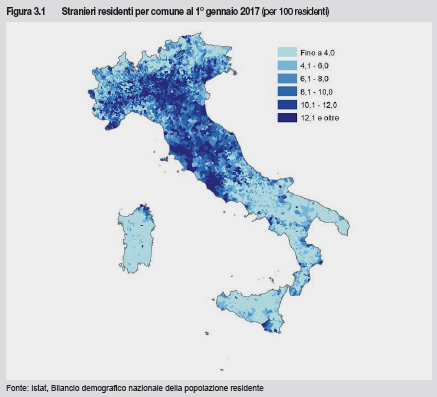 Figura 3.1 Stranieri residenti per comune al 1° gennaio 2017 (per 100 residenti)
Fino a 4,0
4,1 - 6,0
6,1 - 8,0
8,1 - 10,0
10,1 - 12,0
12,1 e oltre
Fonte: Istat, Bilancio demografico nazionale della popolazione residente